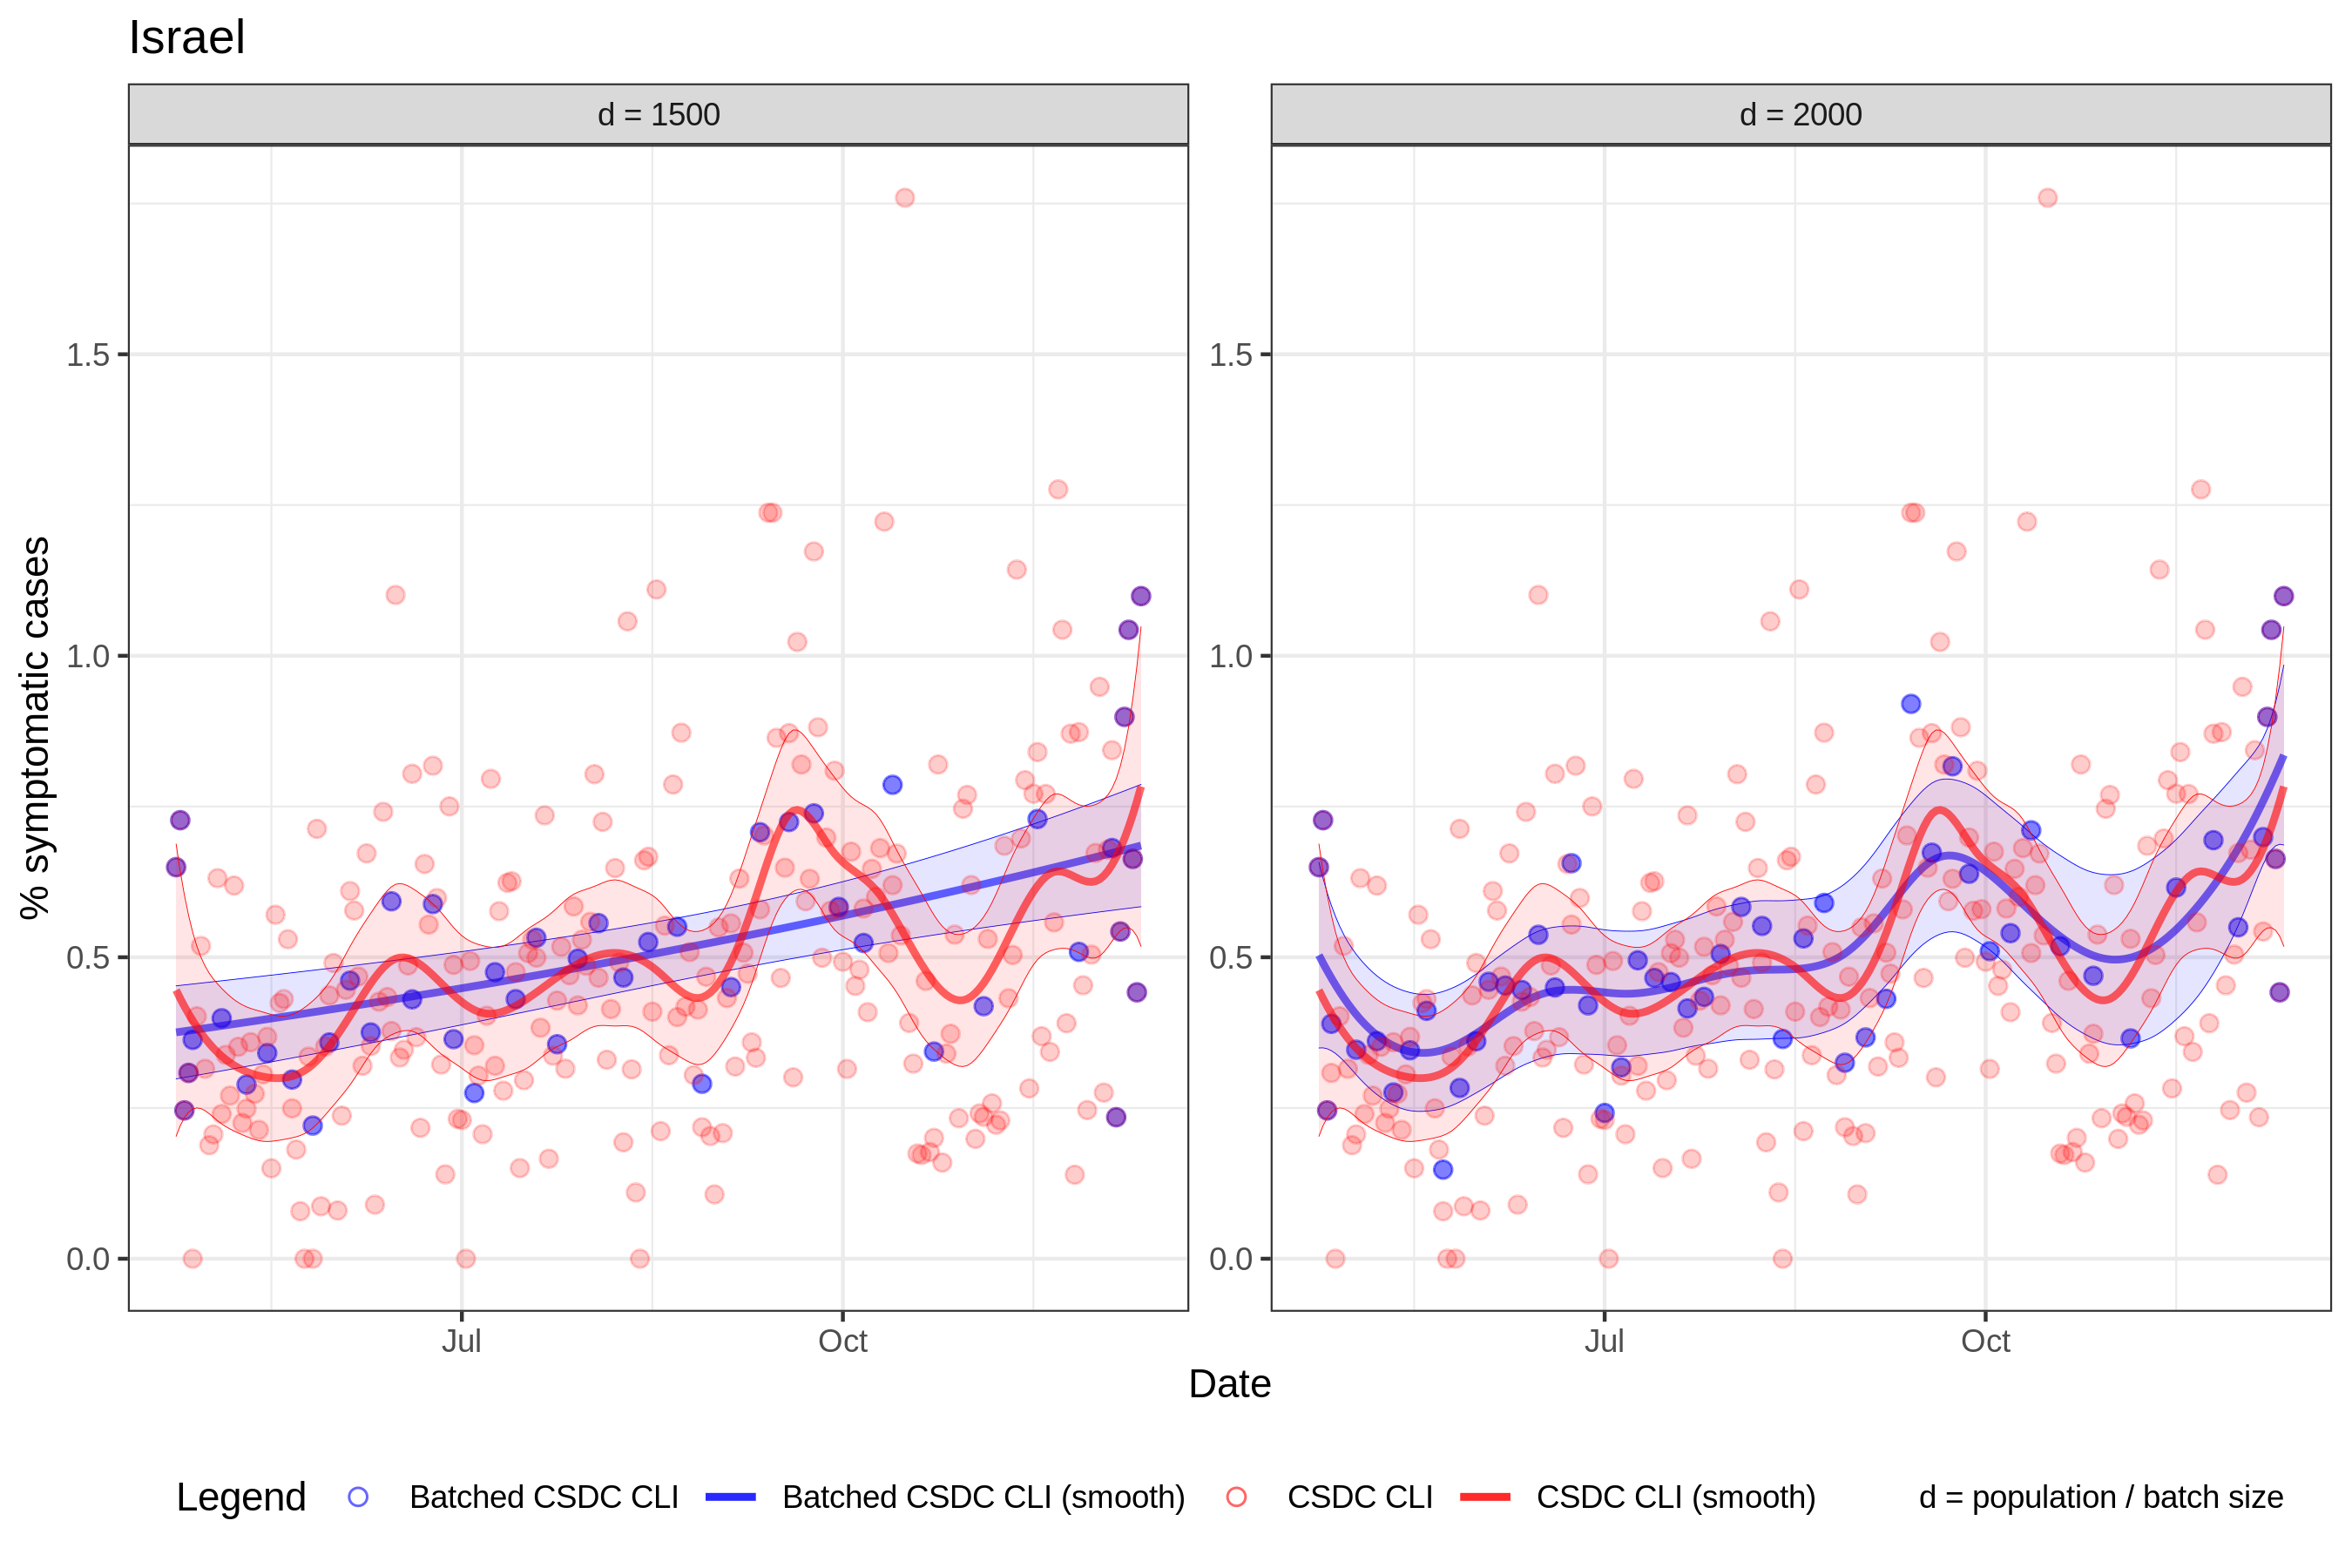 Israel
d = 1500
d = 2000
% symptomatic cases
1.5
1.0
0.5
0.0
1.5
1.0
0.5
0.0
Jul
Oct
Jul
Oct
Date
Legend Batched CSDC CLI Batched CSDC CLI (smooth) CSDC CLI CSDC CLI (smooth) d = population / batch size